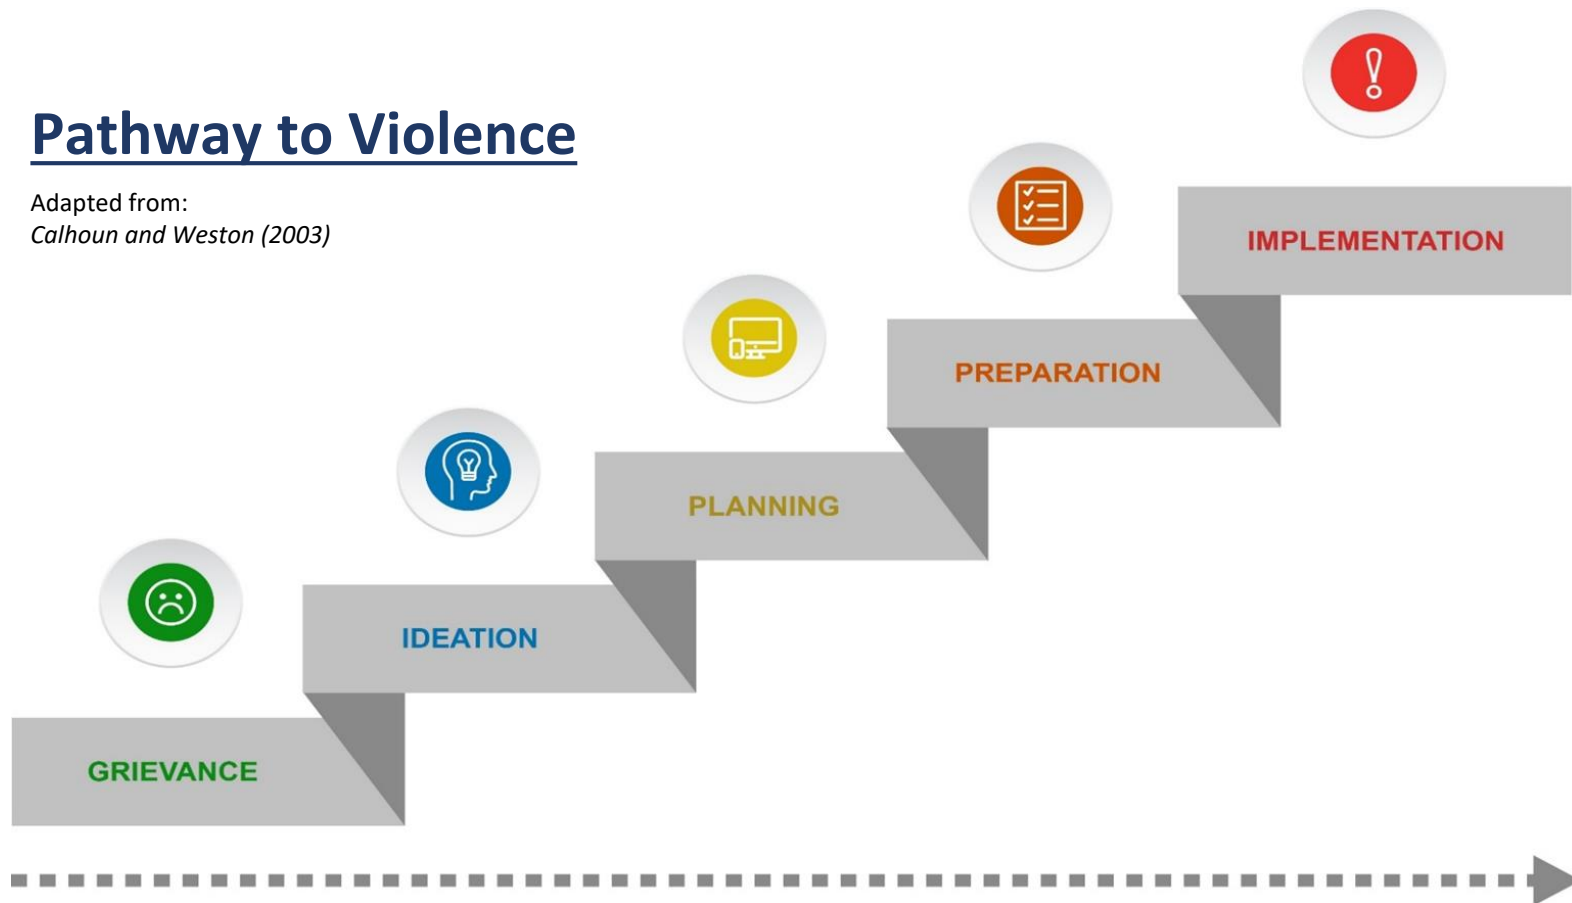 Pathway to Violence
Adapted from:
Calhoun and Weston (2003)
IMPLEMENTATION
PREPARATION
PLANNING
IDEATION
GRIEVANCE